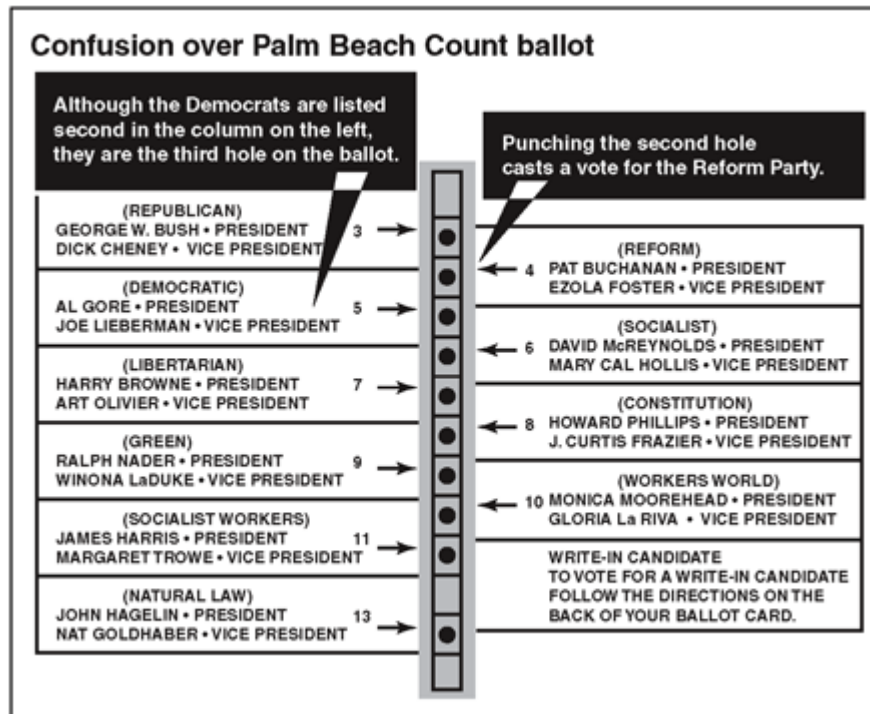 Confusion over Palm Beach Count ballot
Although the Democrats are listed
second in the column on the left,
they are the third hole on the ballot.
Punching the second hole
casts a vote for the Reform Party.
(REPUBLICAN)
GEORGE W. BUSH • PRESIDENT
DICK CHENEY • VICE PRESIDENT
3
(DEMOCRATIC)
AL GORE • PRESIDENT
JOE LIEBERMAN • VICE PRESIDENT
5
(LIBERTARIAN)
HARRY BROWNE • PRESIDENT
ART OLIVIER • VICE PRESIDENT
7
(GREEN)
RALPH NADER • PRESIDENT
WINONA LaDUKE • VICE PRESIDENT
9
(SOCIALIST WORKERS)
JAMES HARRIS • PRESIDENT
MARGARET TROWE • VICE PRESIDENT
11
(NATURAL LAW)
JOHN HAGELIN • PRESIDENT
NAT GOLDHABER • VICE PRESIDENT
13
(REFORM)
4 PAT BUCHANAN • PRESIDENT
EZOLA FOSTER • VICE PRESIDENT
(SOCIALIST)
6 DAVID McREYNOLDS • PRESIDENT
MARY CAL HOLLIS • VICE PRESIDENT
(CONSTITUTION)
8 HOWARD PHILLIPS • PRESIDENT
J. CURTIS FRAZIER • VICE PRESIDENT
(WORKERS WORLD)
10 MONICA MOOREHEAD • PRESIDENT
GLORIA La RIVA • VICE PRESIDENT
WRITE-IN CANDIDATE
TO VOTE FOR A WRITE-IN CANDIDATE
FOLLOW THE DIRECTIONS ON THE
BACK OF YOUR BALLOT CARD.